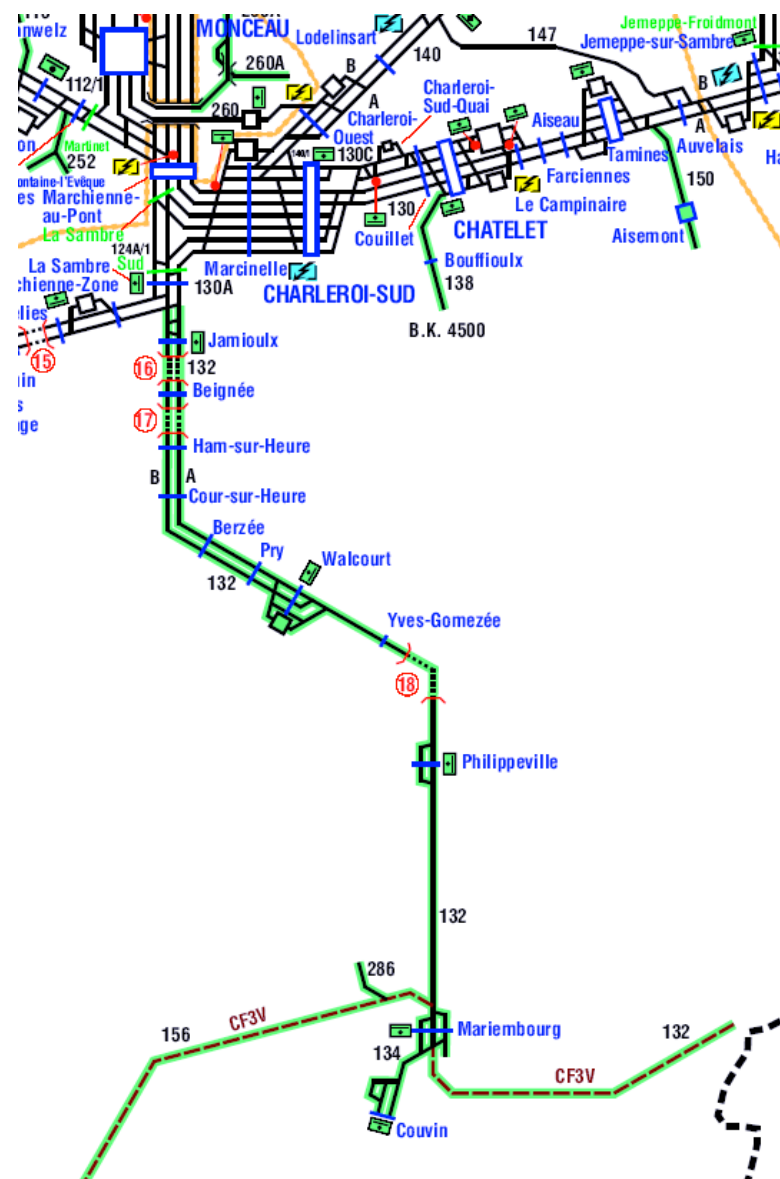 MONCEAU
Lodelinsart
260A
140
147
Jemeppe-Froidmont
Jemeppe-sur-Sambre
112/1
B
A
260
Charleroi-
Ouest
Charleroi-
Sud-Quai
Aiseau
B
A
Martinet
252
140/1
130C
Tamines
Auvelais
Farciennes
Le Campinaire
150
Marchienne-
au-Pont
La Sambre
130
CHATELET
Couillet
Aisemont
124A/1
Sud
La Sambre
Marcinelle
130A
CHARLEROI-SUD
Bouffioulx
138
B.K. 4500
Jamioulx
15
16
132
Beignée
17
Ham-sur-Heure
B
A
Cour-sur-Heure
Berzée
Pry
Walcourt
132
Yves-Gomezée
18
Philippeville
132
286
156
CF3V
Mariembourg
132
134
CF3V
Couvin